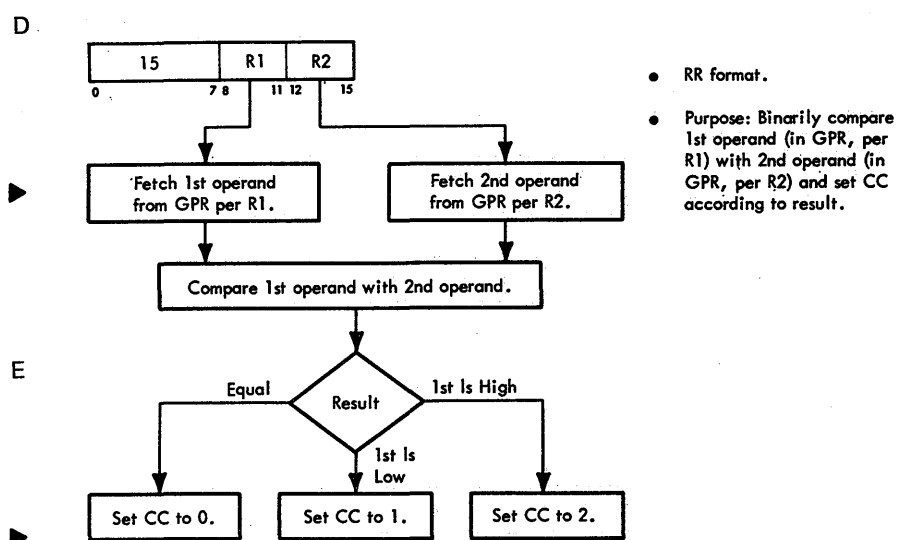 D
15 R1 R2
0 7 8 11 12 15
• RR format.
• Purpose: Binarily compare
1st operand (in GPR, per
R1) with 2nd operand (in
GPR, per R2) and set CC
according to result.
Fetch 1st operand
from GPR per R1.
Fetch 2nd operand
from GPR per R2.
Compare 1st operand with 2nd operand.
E
Equal
Result
1st Is High
1st Is
Low
Set CC to 0.
Set CC to 1.
Set CC to 2.